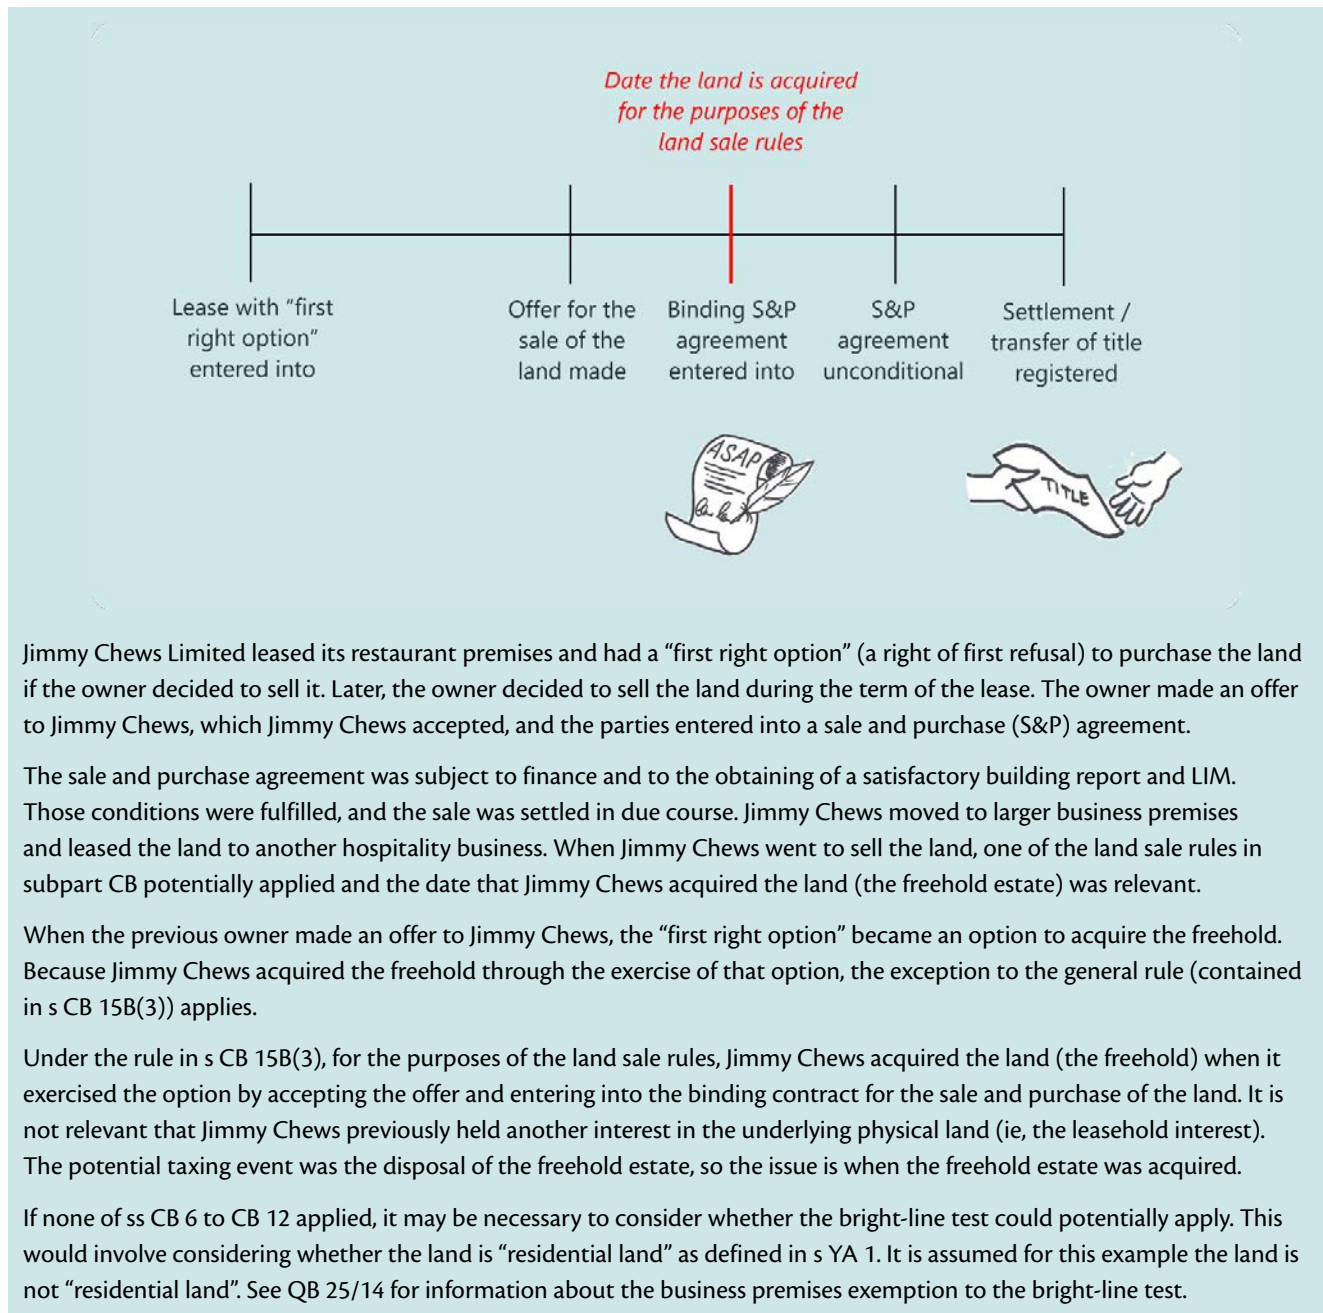 Date the land is acquired
for the purposes of the
land sale rules
Lease with “first
right option”
entered into
Offer for the
sale of the
land made
Binding S&P
agreement
entered into
S&P
agreement
unconditional
Settlement /
transfer of title
registered
ASAP
TITLE
Jimmy Chews Limited leased its restaurant premises and had a “first right option” (a right of first refusal) to purchase the land
if the owner decided to sell it. Later, the owner decided to sell the land during the term of the lease. The owner made an offer
to Jimmy Chews, which Jimmy Chews accepted, and the parties entered into a sale and purchase (S&P) agreement.
The sale and purchase agreement was subject to finance and to the obtaining of a satisfactory building report and LIM.
Those conditions were fulfilled, and the sale was settled in due course. Jimmy Chews moved to larger business premises
and leased the land to another hospitality business. When Jimmy Chews went to sell the land, one of the land sale rules in
subpart CB potentially applied and the date that Jimmy Chews acquired the land (the freehold estate) was relevant.
When the previous owner made an offer to Jimmy Chews, the “first right option” became an option to acquire the freehold.
Because Jimmy Chews acquired the freehold through the exercise of that option, the exception to the general rule (contained
in s CB 15B(3)) applies.
Under the rule in s CB 15B(3), for the purposes of the land sale rules, Jimmy Chews acquired the land (the freehold) when it
exercised the option by accepting the offer and entering into the binding contract for the sale and purchase of the land. It is
not relevant that Jimmy Chews previously held another interest in the underlying physical land (ie, the leasehold interest).
The potential taxing event was the disposal of the freehold estate, so the issue is when the freehold estate was acquired.
If none of ss CB 6 to CB 12 applied, it may be necessary to consider whether the bright-line test could potentially apply. This
would involve considering whether the land is “residential land” as defined in s YA 1. It is assumed for this example the land is
not “residential land”. See QB 25/14 for information about the business premises exemption to the bright-line test.